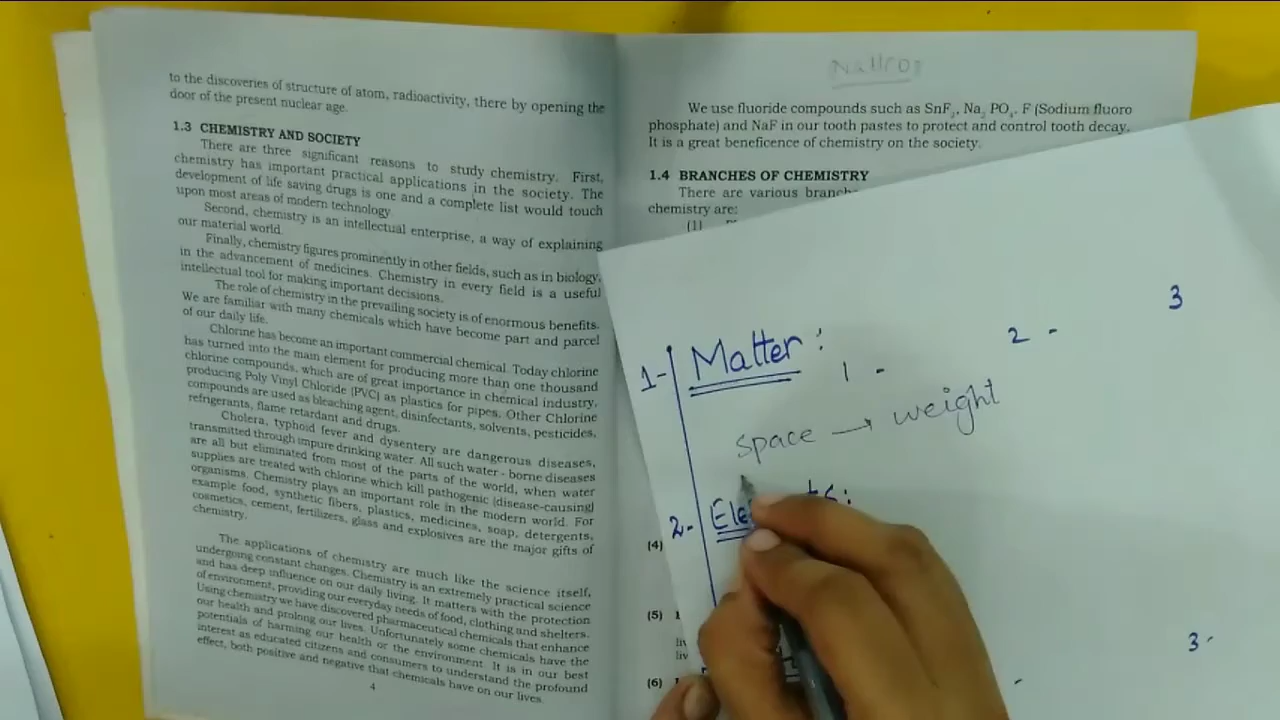 to the discoveries of structure of atom, radioactivity, there by opening the
door of the present nuclear age.
1.3 CHEMISTRY AND SOCIETY
There are three significant reasons to study chemistry. First,
chemistry has important practical applications in the society. The
development of life saving drugs is one and a complete list would touch
upon most areas of modern technology.
Second, chemistry is an intellectual enterprise, a way of explaining
our material world.
Finally, chemistry figures prominently in other fields, such as in biology,
in the advancement of medicines. Chemistry in every field is a useful
intellectual tool for making important decisions.
The role of chemistry in the prevailing society is of enormous benefits.
We are familiar with many chemicals which have become part and parcel
of our daily life.
Chlorine has become an important commercial chemical. Today chlorine
has turned into the main element for producing more than one thousand
chlorine compounds, which are of great importance in chemical industry,
producing Poly Vinyl Chloride (PVC) as plastics for pipes. Other Chlorine
compounds are used as bleaching agent, disinfectants, solvents, pesticides,
refrigerants, flame retardant and drugs.
Cholera, typhoid fever and dysentery are dangerous diseases,
transmitted through impure drinking water. All such water - borne diseases
are all but eliminated from most of the parts of the world, when water
supplies are treated with chlorine which kill pathogenic (disease-causing)
organisms. Chemistry plays an important role in the modern world. For
example food, synthetic fibers, plastics, medicines, soap, detergents,
cosmetics, cement, fertilizers, glass and explosives are the major gifts of
chemistry.
The applications of chemistry are much like the science itself,
undergoing constant changes. Chemistry is an extremely practical science
and has deep influence on our daily living. It matters with the protection
of environment, providing our everyday needs of food, clothing and shelters.
Using chemistry we have discovered pharmaceutical chemicals that enhance
our health and prolong our lives. Unfortunately some chemicals have the
potentials of harming our health or the environment. It is in our best
interest as educated citizens and consumers to understand the profound
effect, both positive and negative that chemicals have on our lives.
4
We use fluoride compounds such as SnF₂, Na₂ PO₄. F (Sodium fluoro
phosphate) and NaF in our tooth pastes to protect and control tooth decay.
It is a great beneficence of chemistry on the society.
1.4 BRANCHES OF CHEMISTRY
There are various
chemistry are:
(1)
(4)
(5)
liv
liv
(6)
1- Matter :
1 -
2 -
3
space → weight
2-
3-